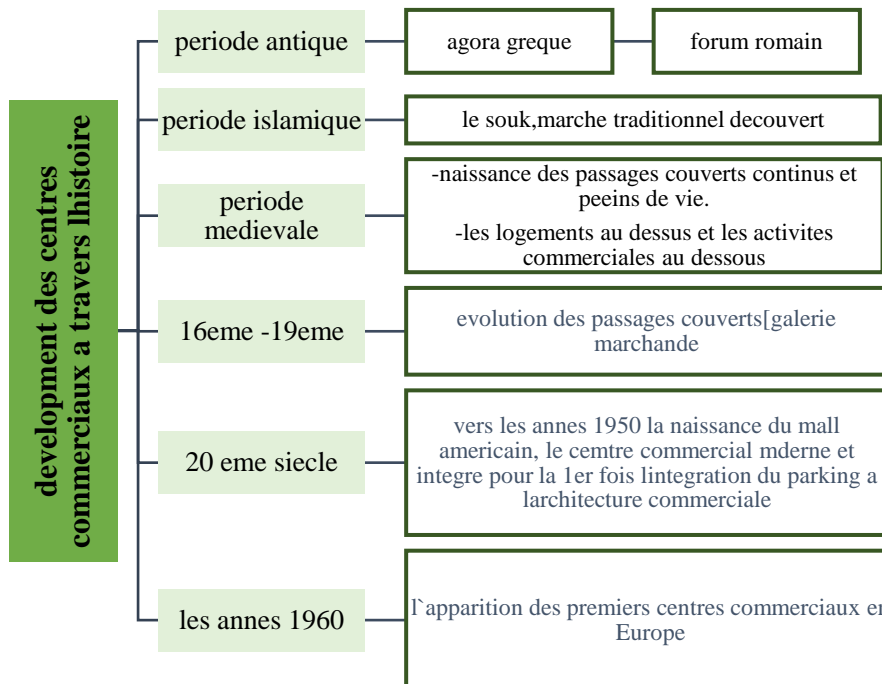 development des centres
commerciaux a travers lhistoire
periode antique
agora greque
forum romain
periode islamique
le souk,marche traditionnel decouvert
periode
medievale
-naissance des passages couverts continus et
peeins de vie.
-les logements au dessus et les activites
commerciales au dessous
16eme -19eme
evolution des passages couverts[galerie
marchande
20 eme siecle
vers les annes 1950 la naissance du mall
americain, le cemtre commercial mderne et
integre pour la 1er fois lintegration du parking a
larchitecture commerciale
les annes 1960
l`apparition des premiers centres commerciaux en
Europe